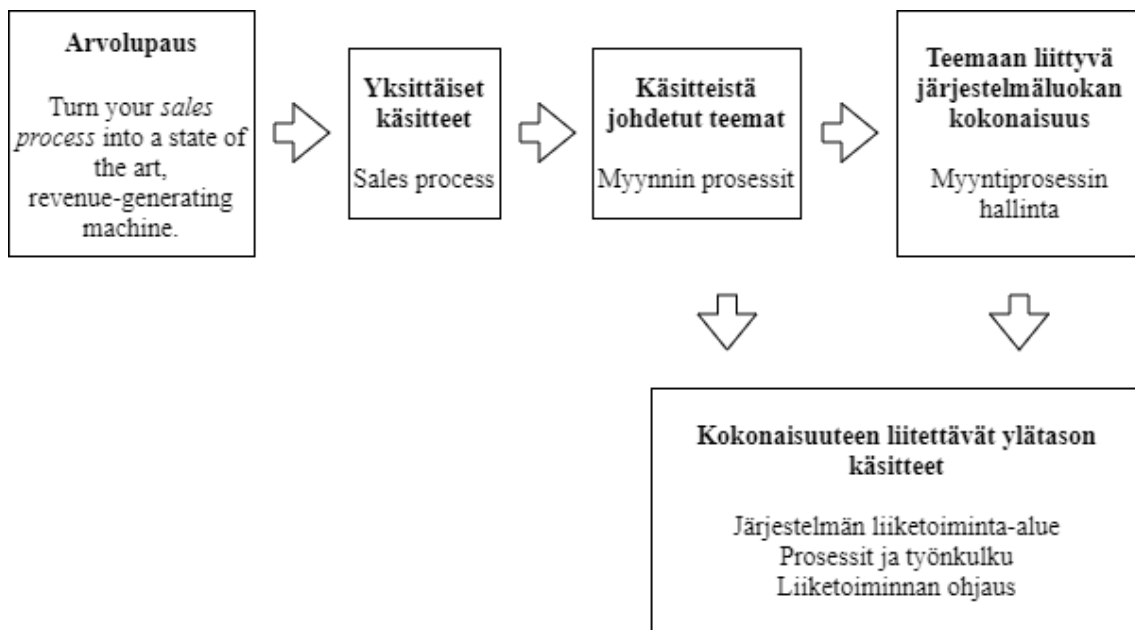 Arvolupaus
Turn your sales
process into a state of
the art,
revenue-generating
machine.
Yksittäiset
käsitteet
Sales process
Käsitteistä
johdetut teemat
Myynnin prosessit
Teemaan liittyvä
järjestelmäluokan
kokonaisuus
Myyntiprosessin
hallinta
Kokonaisuuteen liitettävät ylätason
käsitteet
Järjestelmän liiketoiminta-alue
Prosessit ja työnkulku
Liiketoiminnan ohjaus